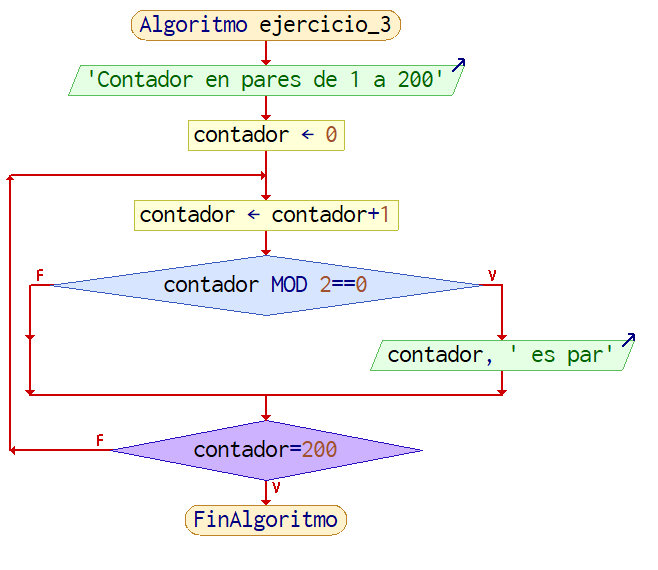 Algoritmo ejercicio_3
'Contador en pares de 1 a 200'
contador ← 0
contador ← contador+1
F
V
contador MOD 2==0
contador, ' es par'
F
contador=200
V
FinAlgoritmo